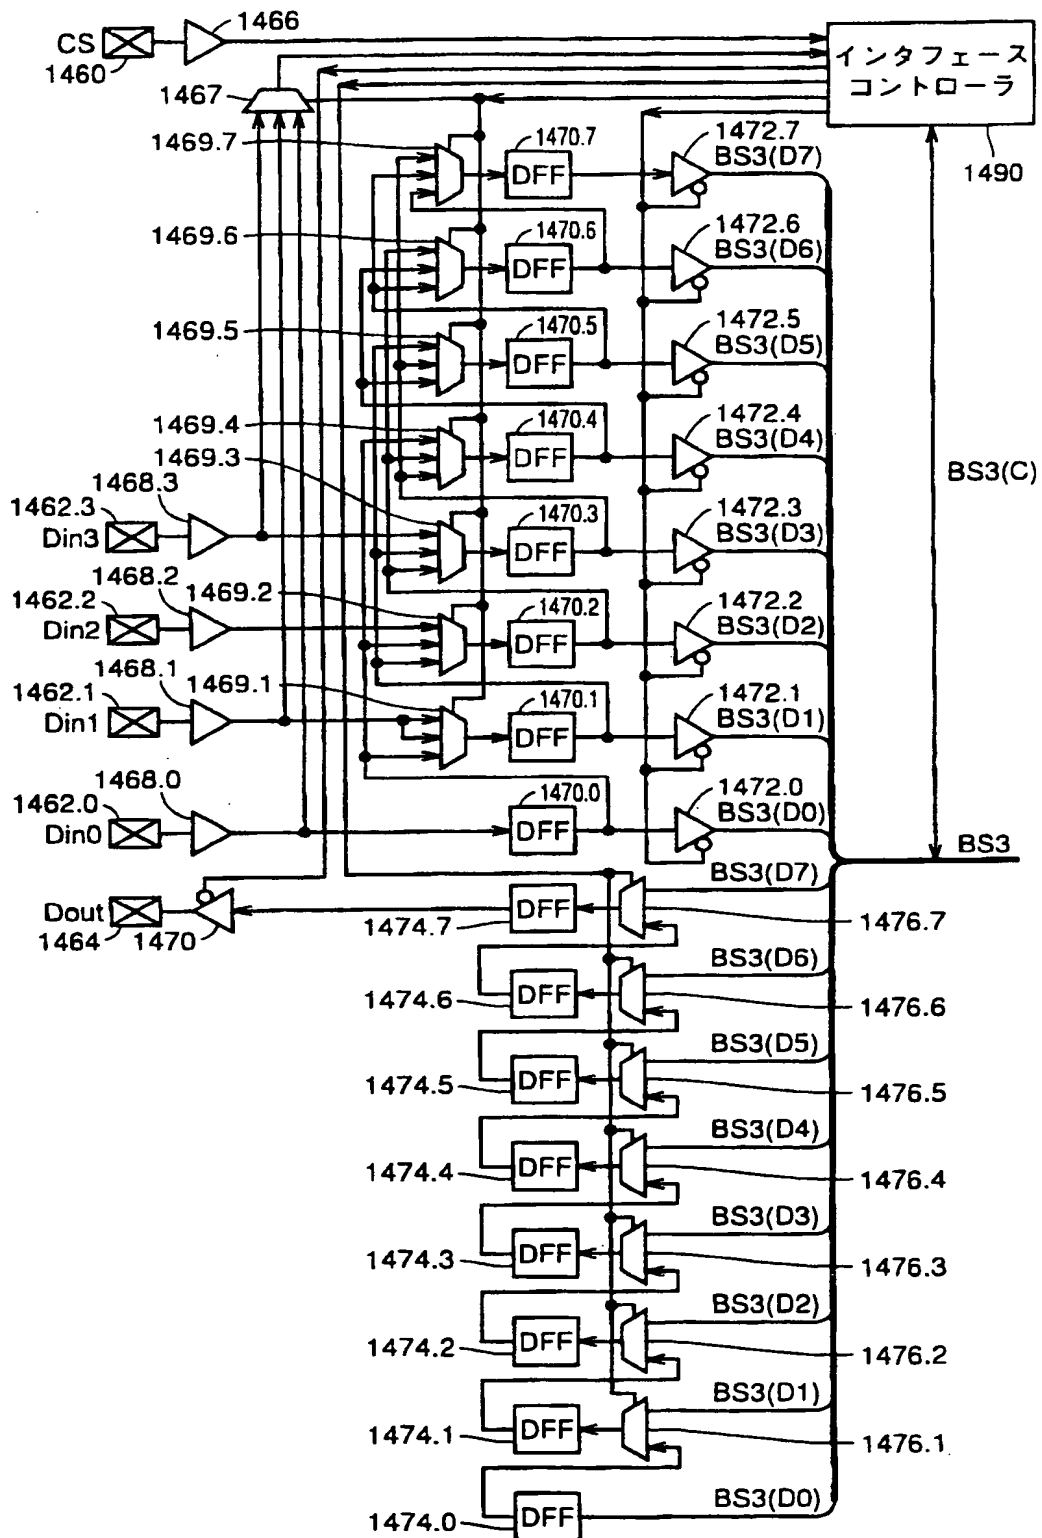 1466
CS
1460
インタフェース
コントローラ
1490
1467
1469.7
1470.7
DFF
1472.7
BS3(D7)
1469.6
1470.6
DFF
1472.6
BS3(D6)
1469.5
1470.5
DFF
1472.5
BS3(D5)
1469.4
1470.4
DFF
1472.4
BS3(D4)
BS3(C)
1469.3
1468.3
1462.3
Din3
1470.3
DFF
1472.3
BS3(D3)
1468.2
1469.2
1462.2
Din2
1470.2
DFF
1472.2
BS3(D2)
1468.1
1469.1
1462.1
Din1
1470.1
DFF
1472.1
BS3(D1)
1468.0
1462.0
Din0
1470.0
DFF
1472.0
BS3(D0)
BS3
BS3(D7)
Dout
1464
1470
1474.7
DFF
1476.7
BS3(D6)
1474.6
DFF
1476.6
BS3(D5)
1474.5
DFF
1476.5
BS3(D4)
1474.4
DFF
1476.4
BS3(D3)
1474.3
DFF
1476.3
BS3(D2)
1474.2
DFF
1476.2
BS3(D1)
1474.1
DFF
1476.1
BS3(D0)
1474.0
DFF